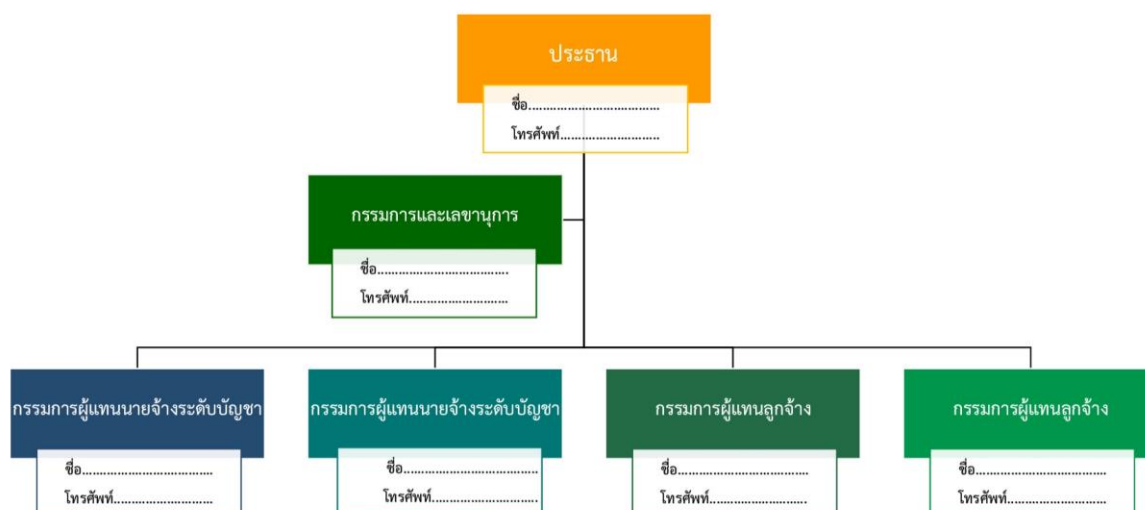 ประธาน
ชื่อ.....................................
โทรศัพท์............................
กรรมการและเลขานุการ
ชื่อ.....................................
โทรศัพท์............................
กรรมการผู้แทนนายจ้างระดับบัญชา
ชื่อ.....................................
โทรศัพท์............................
กรรมการผู้แทนนายจ้างระดับบัญชา
ชื่อ.....................................
โทรศัพท์............................
กรรมการผู้แทนลูกจ้าง
ชื่อ.....................................
โทรศัพท์............................
กรรมการผู้แทนลูกจ้าง
ชื่อ.....................................
โทรศัพท์............................